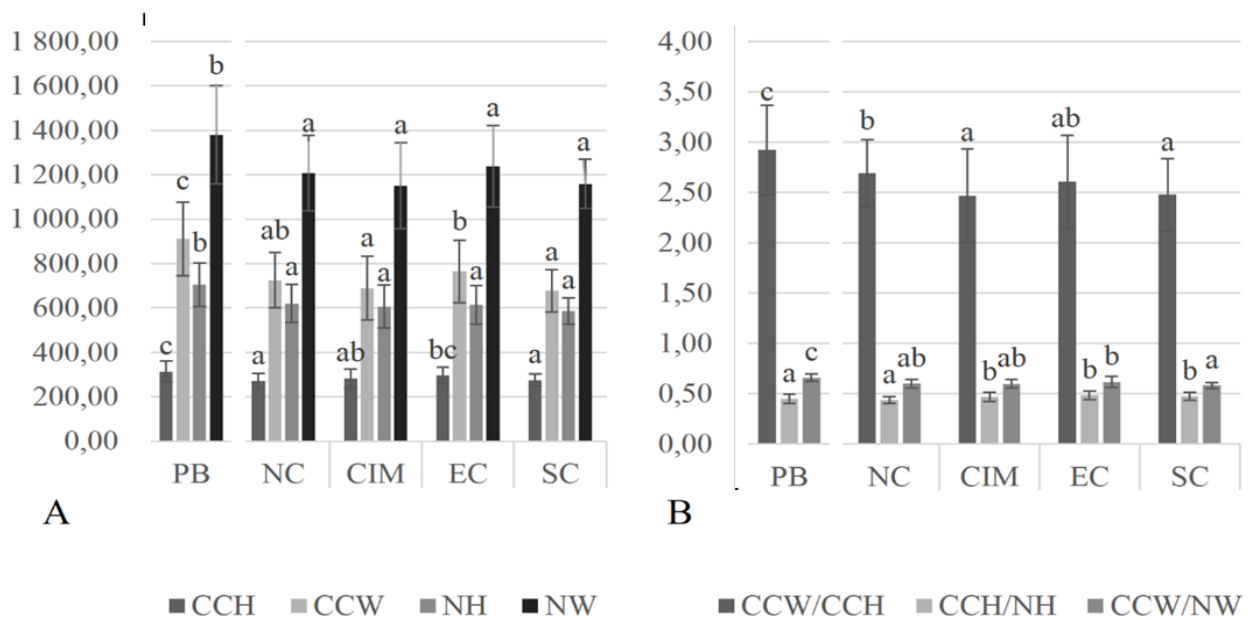 1 800,00
1 600,00
1 400,00
1 200,00
1 000,00
800,00
600,00
400,00
200,00
0,00
c c b b
a ab a a
ab a a a
bc b a a
a a a a
PB NC CIM EC SC
A
CCH CCW NH NW
4,00
3,50
3,00
2,50
2,00
1,50
1,00
0,50
0,00
c a c
b a ab
a b ab
ab b b
a b a
PB NC CIM EC SC
B
CCW/CCH CCH/NH CCW/NW